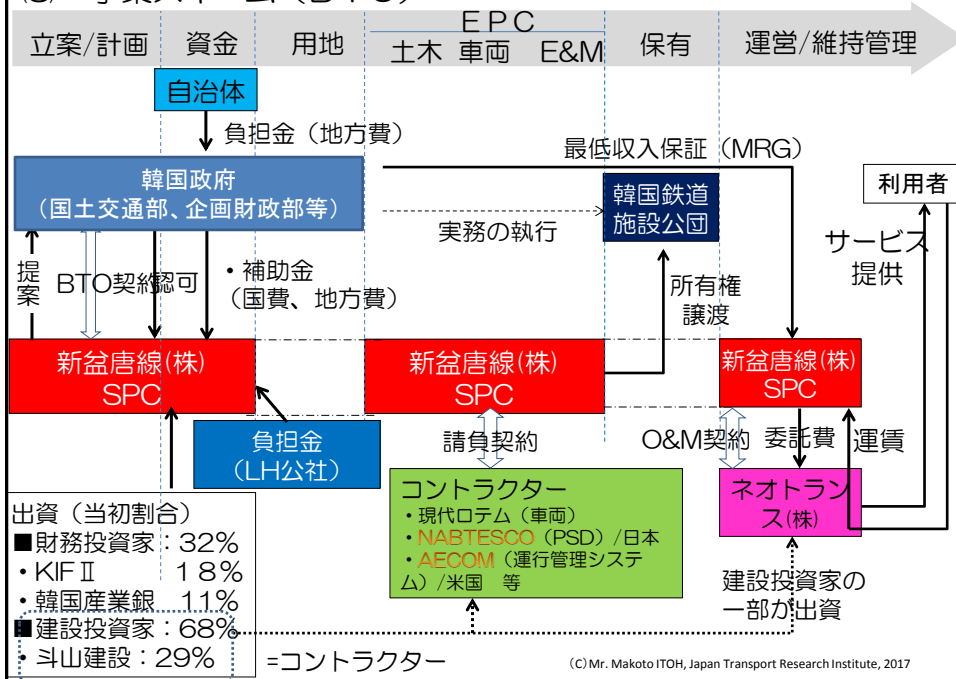 (3) 事業スキーム（BTO）
立案/計画
資金
用地
EPC
土木 車両 E&M
保有
運営/維持管理
自治体
負担金（地方費）
最低収入保証（MRG）
韓国政府
（国土交通部、企画財政部等）
実務の執行
韓国鉄道
施設公団
利用者
サービス
提供
提案
BTO契約
認可
・補助金
（国費、地方費）
所有権
譲渡
新盆唐線(株)
SPC
新盆唐線(株)
SPC
新盆唐線(株)
SPC
負担金
（LH公社）
請負契約
O&M契約
委託費
運賃
コントラクター
・現代ロテム（車両）
・NABTESCO（PSD）/日本
・AECOM（運行管理システ
ム）/米国 等
ネオトラン
ス(株)
出資（当初割合）
■財務投資家：32%
・KIFⅡ 18%
・韓国産業銀 11%
■建設投資家：68%
・斗山建設：29%
=コントラクター
建設投資家の
一部が出資
(C)Mr. Makoto ITOH, Japan Transport Research Institute, 2017